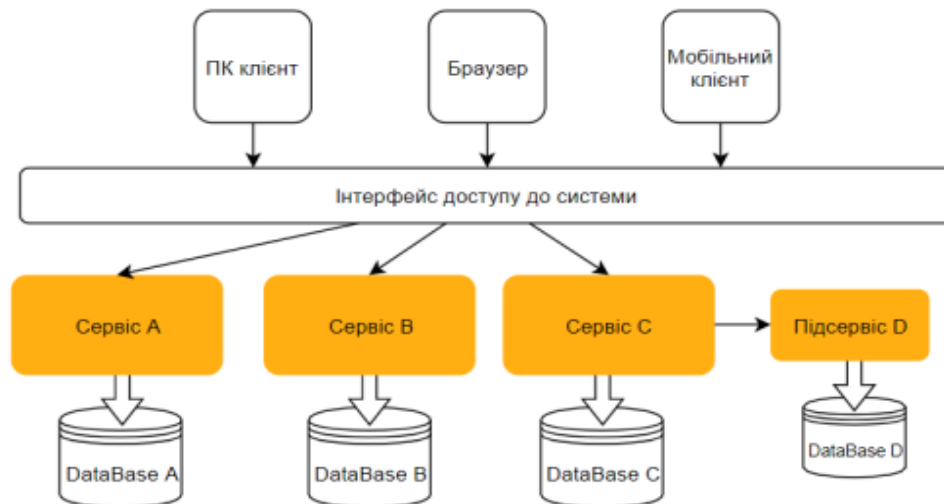 ПК клієнт
Браузер
Мобільний
клієнт
Інтерфейс доступу до системи
Сервіс A
Сервіс B
Сервіс C
Підсервіс D
DataBase A
DataBase B
DataBase C
DataBase D